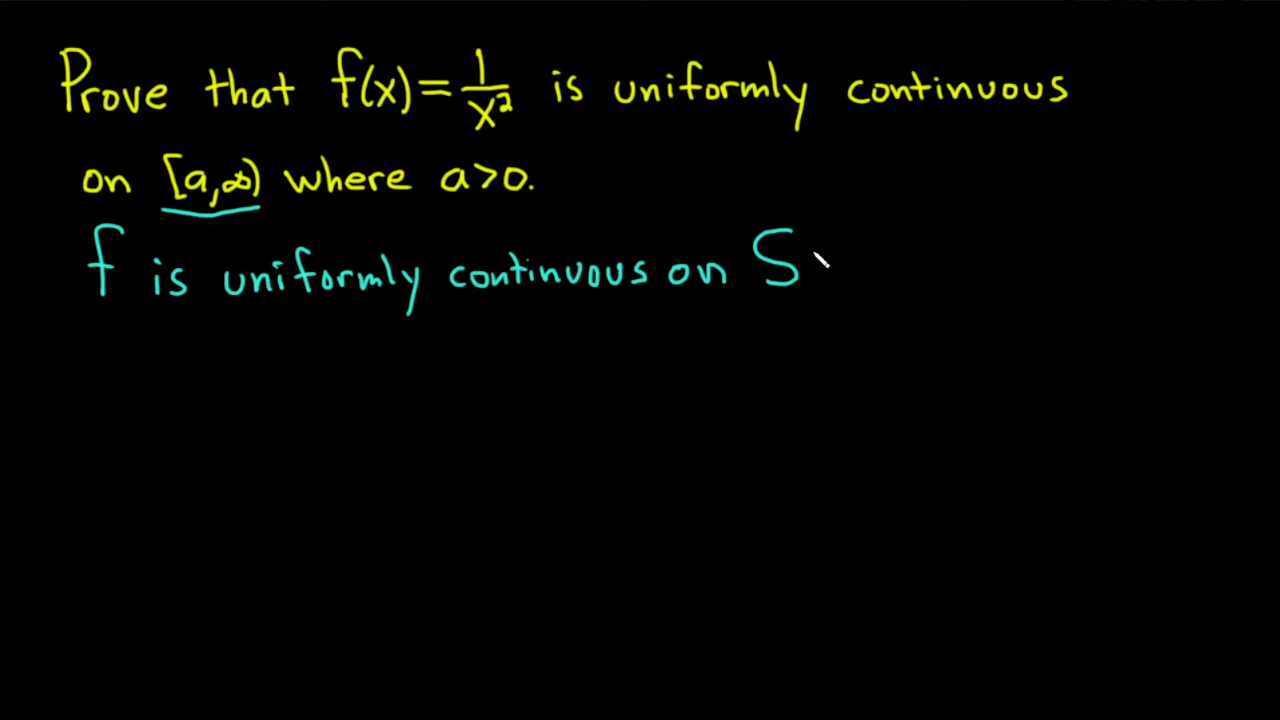 Prove that f(x)=1/x² is uniformly continuous
on [a,∞) where a>0.
f is uniformly continuous on S